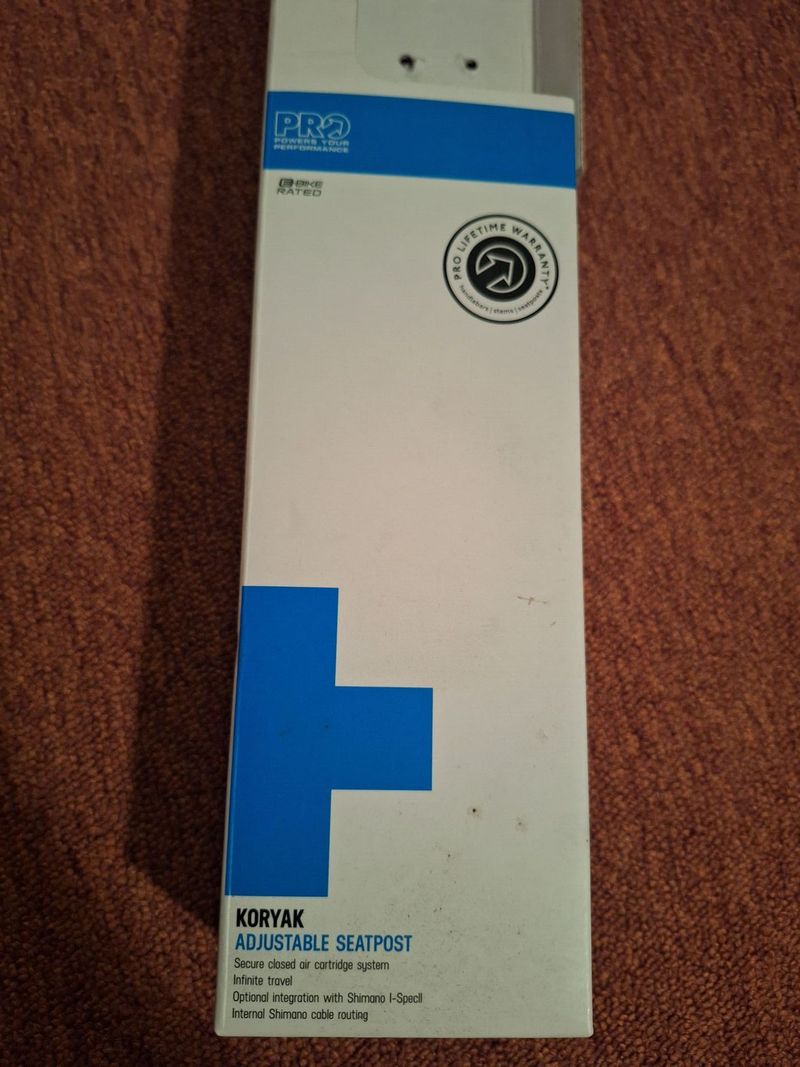 PRO
POWERS YOUR
PERFORMANCE
E-BIKE
RATED
PRO LIFETIME WARRANTY*
handlebars | stems | seatposts
KORYAK
ADJUSTABLE SEATPOST
Secure closed air cartridge system
Infinite travel
Optional integration with Shimano I-SpecII
Internal Shimano cable routing